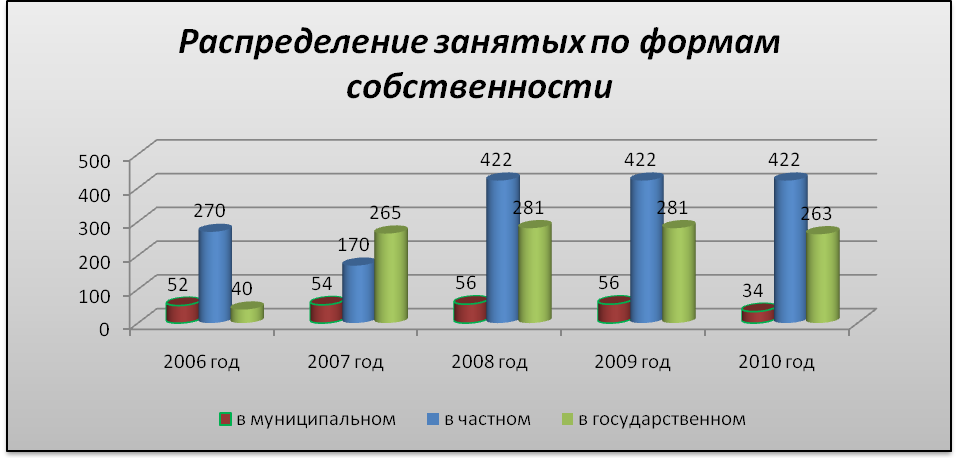 Распределение занятых по формам
собственности
500
400
300
200
100
0
52 270 40
54 170 265
56 422 281
56 422 281
34 422 263
2006 год 2007 год 2008 год 2009 год 2010 год
в муниципальном в частном в государственном